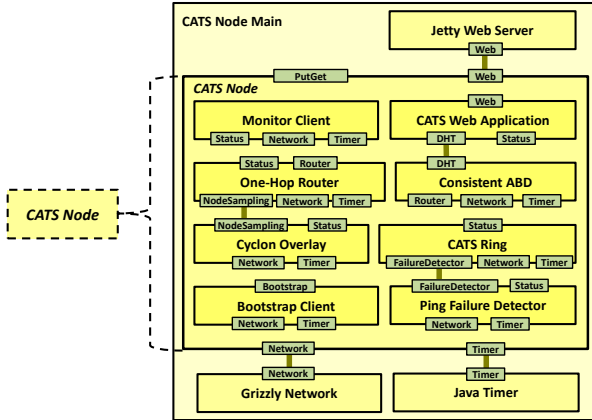 CATS Node Main
Jetty Web Server
Web
PutGet
Web
CATS Node
Web
Monitor Client
CATS Web Application
Status Network Timer
DHT Status
Status Router
DHT
One-Hop Router
Consistent ABD
NodeSampling Network Timer
Router Network Timer
NodeSampling Status
Status
CATS Node
Cyclon Overlay
CATS Ring
Network Timer
FailureDetector Network Timer
Bootstrap
FailureDetector Status
Bootstrap Client
Ping Failure Detector
Network Timer
Network Timer
Network
Timer
Network
Timer
Grizzly Network
Java Timer